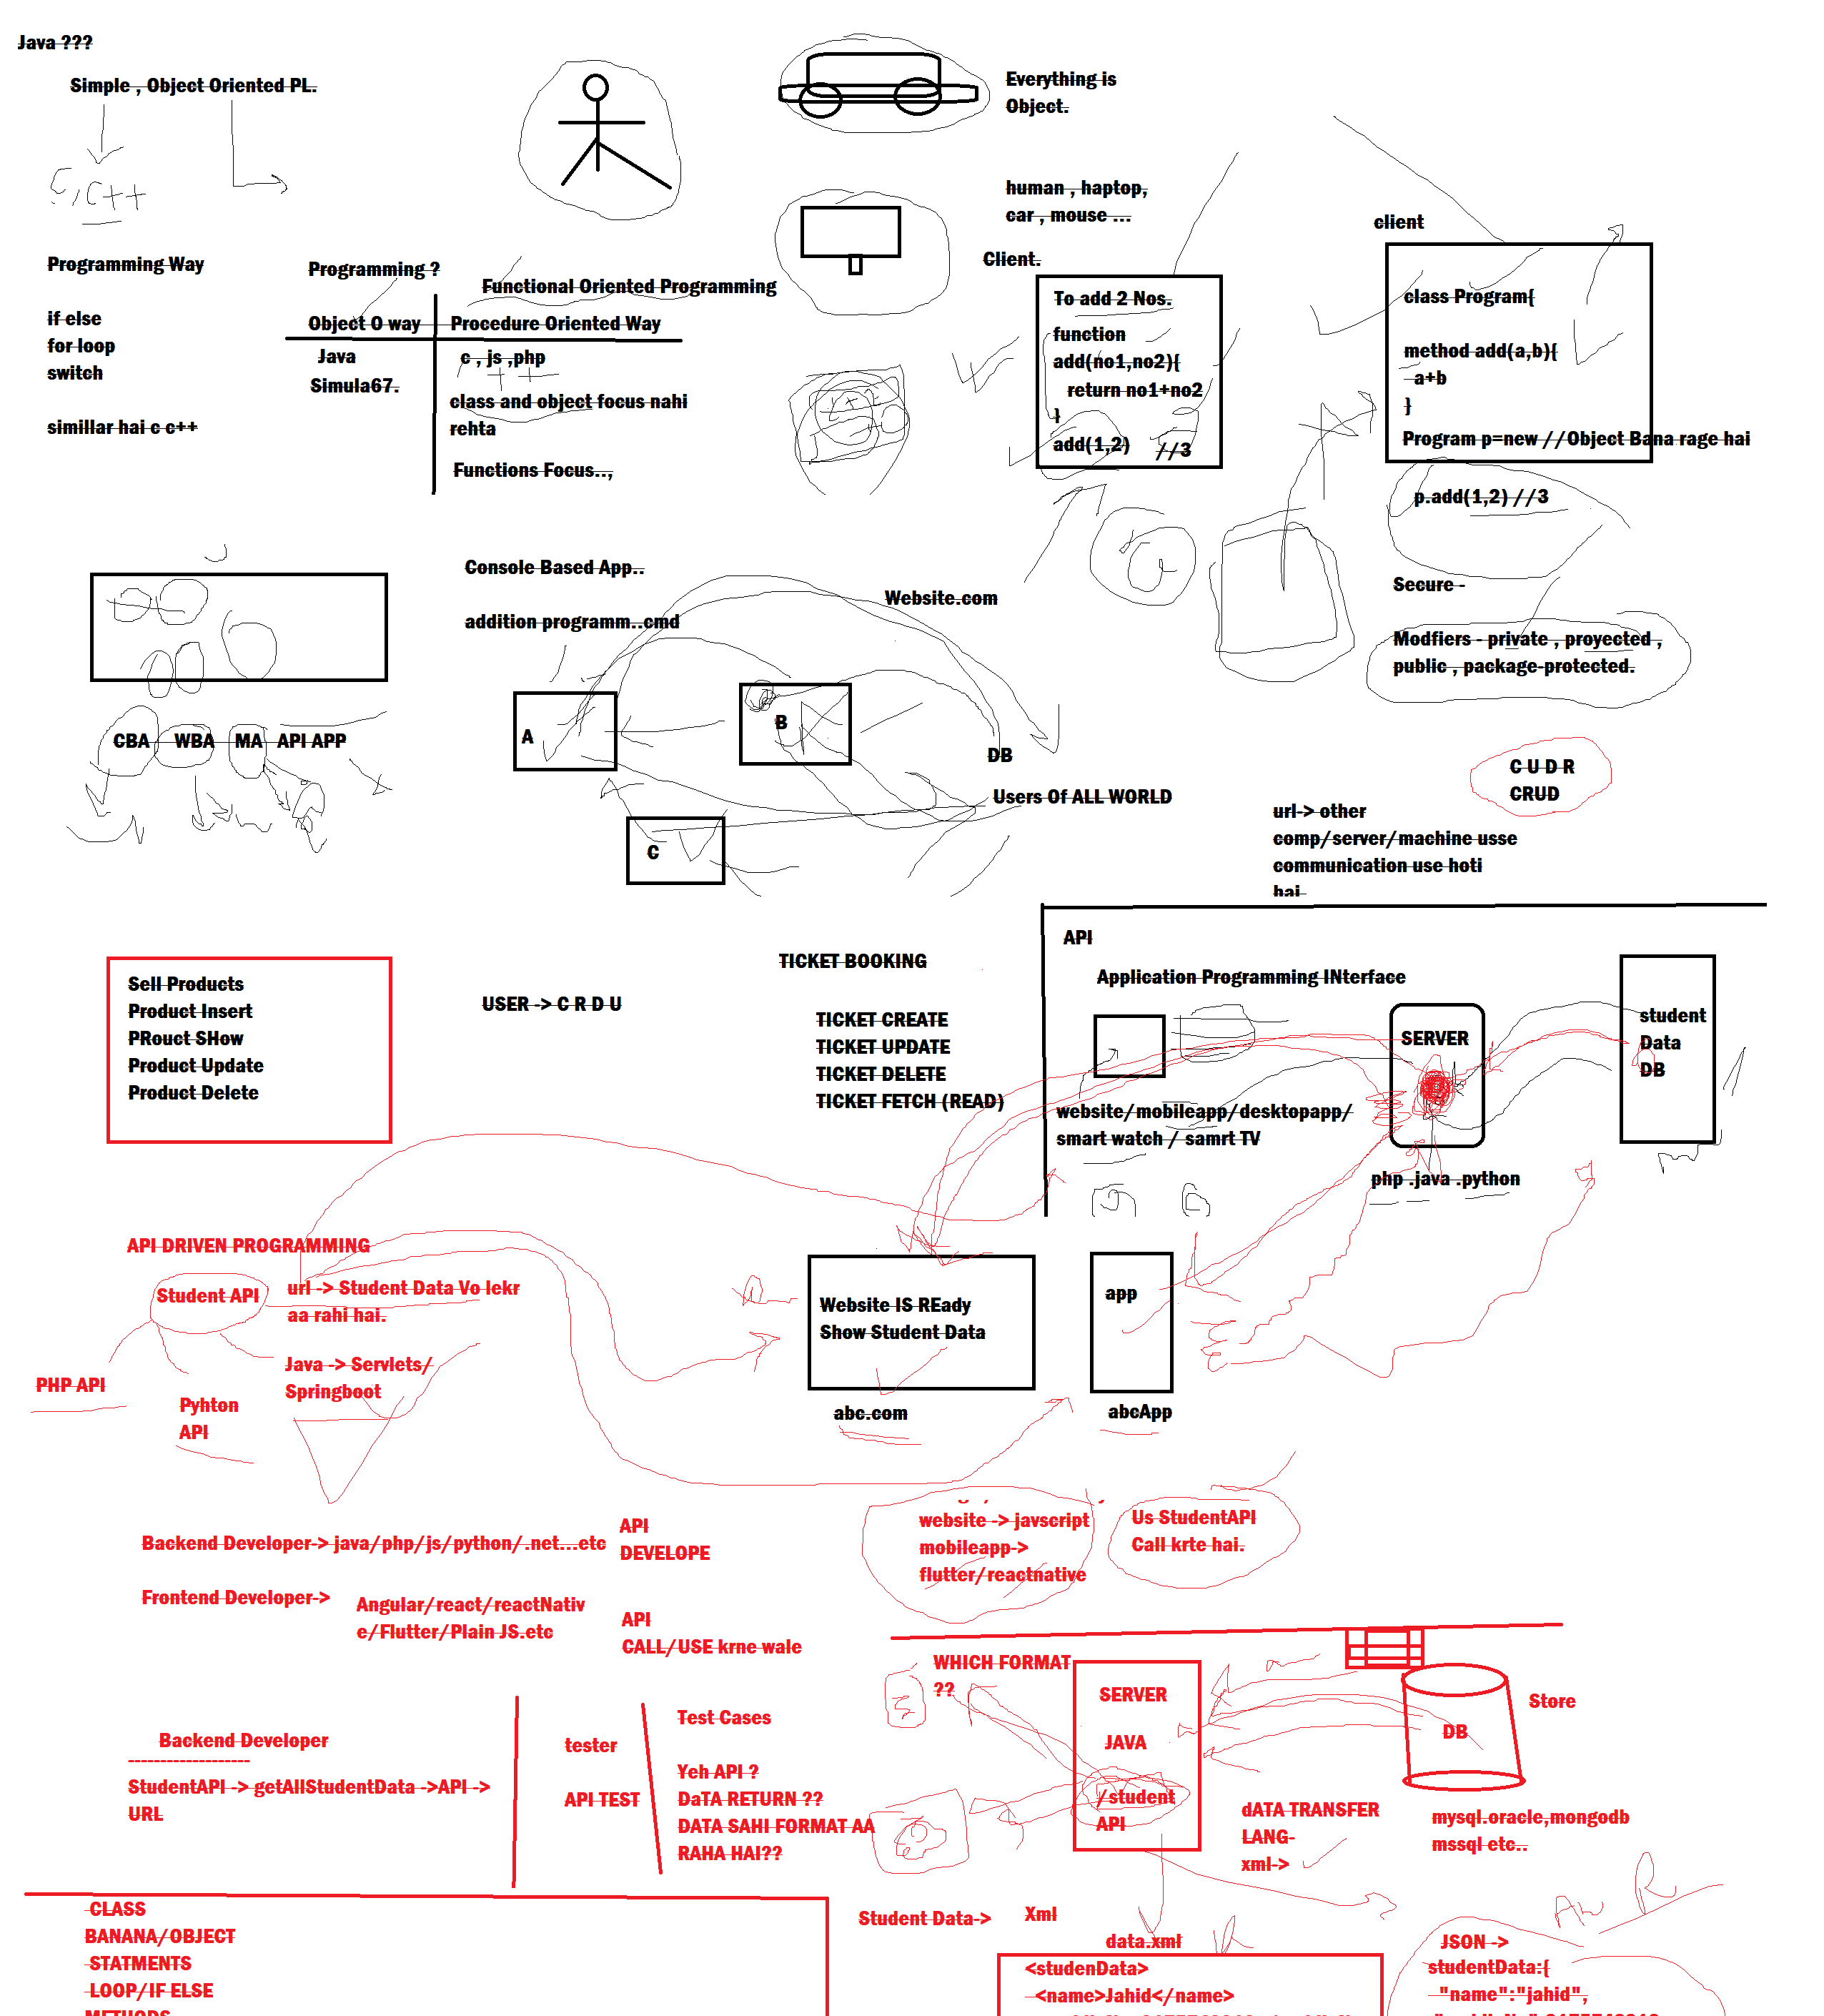 Java ???
Simple , Object Oriented PL.
C, C++
Everything is
Object.
human , haptop,
car , mouse ...
Programming Way
if else
for loop
switch
simillar hai c c++
Programming ?
Functional Oriented Programming
Object O way
Procedure Oriented Way
Java
Simula67.
c , js ,php
class and object focus nahi
rehta
Functions Focus..,
Client.
To add 2 Nos.
function
add(no1,no2){
return no1+no2
}
add(1,2)
//3
client
class Program{
method add(a,b){
a+b
}
Program p=new //Object Bana rage hai
p.add(1,2) //3
Secure -
Modfiers - private , proyected ,
public , package-protected.
CBA WBA MA API APP
Console Based App..
addition programm..cmd
Website.com
A
B
C
DB
Users Of ALL WORLD
C U D R
CRUD
url-> other
comp/server/machine usse
communication use hoti
hai
Sell Products
Product Insert
PRouct SHow
Product Update
Product Delete
USER -> C R D U
TICKET BOOKING
TICKET CREATE
TICKET UPDATE
TICKET DELETE
TICKET FETCH (READ)
API
Application Programming INterface
SERVER
student
Data
DB
website/mobileapp/desktopapp/
smart watch / samrt TV
php .java .python
API DRIVEN PROGRAMMING
Student API
url -> Student Data Vo lekr
aa rahi hai.
Java -> Servlets/
Springboot
PHP API
Pyhton
API
Website IS REady
Show Student Data
abc.com
app
abcApp
Backend Developer-> java/php/js/python/.net...etc
API
DEVELOPE
Frontend Developer->
Angular/react/reactNativ
e/Flutter/Plain JS.etc
API
CALL/USE krne wale
website -> javscript
mobileapp->
flutter/reactnative
Us StudentAPI
Call krte hai.
Backend Developer
-------------------
StudentAPI -> getAllStudentData ->API ->
URL
tester
API TEST
Test Cases
Yeh API ?
DaTA RETURN ??
DATA SAHI FORMAT AA
RAHA HAI??
WHICH FORMAT
??
SERVER
JAVA
/student
API
DB
Store
dATA TRANSFER
LANG-
xml->
mysql.oracle,mongodb
mssql etc..
CLASS
BANANA/OBJECT
STATMENTS
LOOP/IF ELSE
METHODS
Student Data->
Xml
data.xml
<studenData>
<name>Jahid</name>
JSON ->
studentData:{
"name":"jahid",